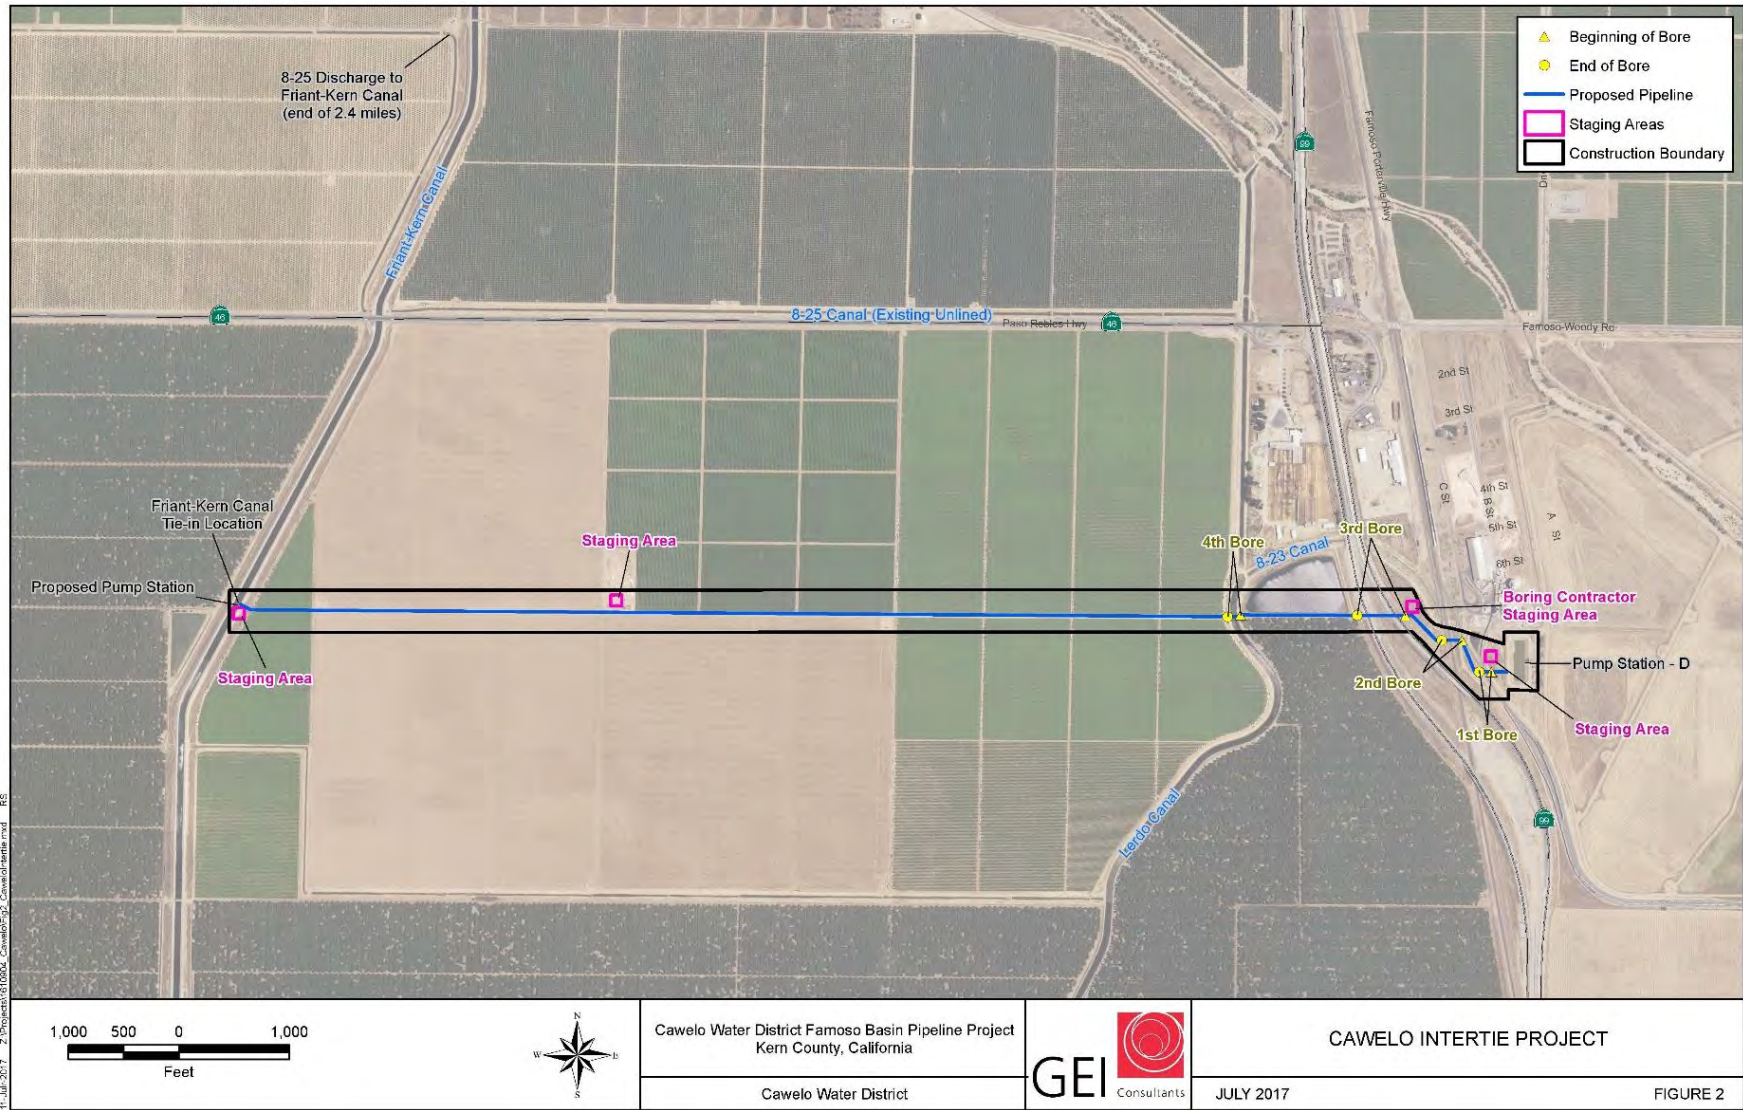 8-25 Discharge to
Friant-Kern Canal
(end of 2.4 miles)
Beginning of Bore
End of Bore
Proposed Pipeline
Staging Areas
Construction Boundary
99
Famoso Porterville Hwy
Friant-Kern Canal
46
8-25 Canal (Existing Unlined)
Paso Robles Hwy
46
Famoso-Woody Rd
2nd St
3rd St
C St
4th St
B St
5th St
A St
6th St
Friant-Kern Canal
Tie-in Location
Proposed Pump Station
Staging Area
Staging Area
4th Bore
8-23 Canal
3rd Bore
Boring Contractor
Staging Area
2nd Bore
Pump Station - D
1st Bore
Staging Area
Lerdo Canal
99
1,000 500 0 1,000
Feet
N
W E
S
Cawelo Water District Famoso Basin Pipeline Project
Kern County, California
Cawelo Water District
GEI
Consultants
CAWELO INTERTIE PROJECT
JULY 2017
FIGURE 2